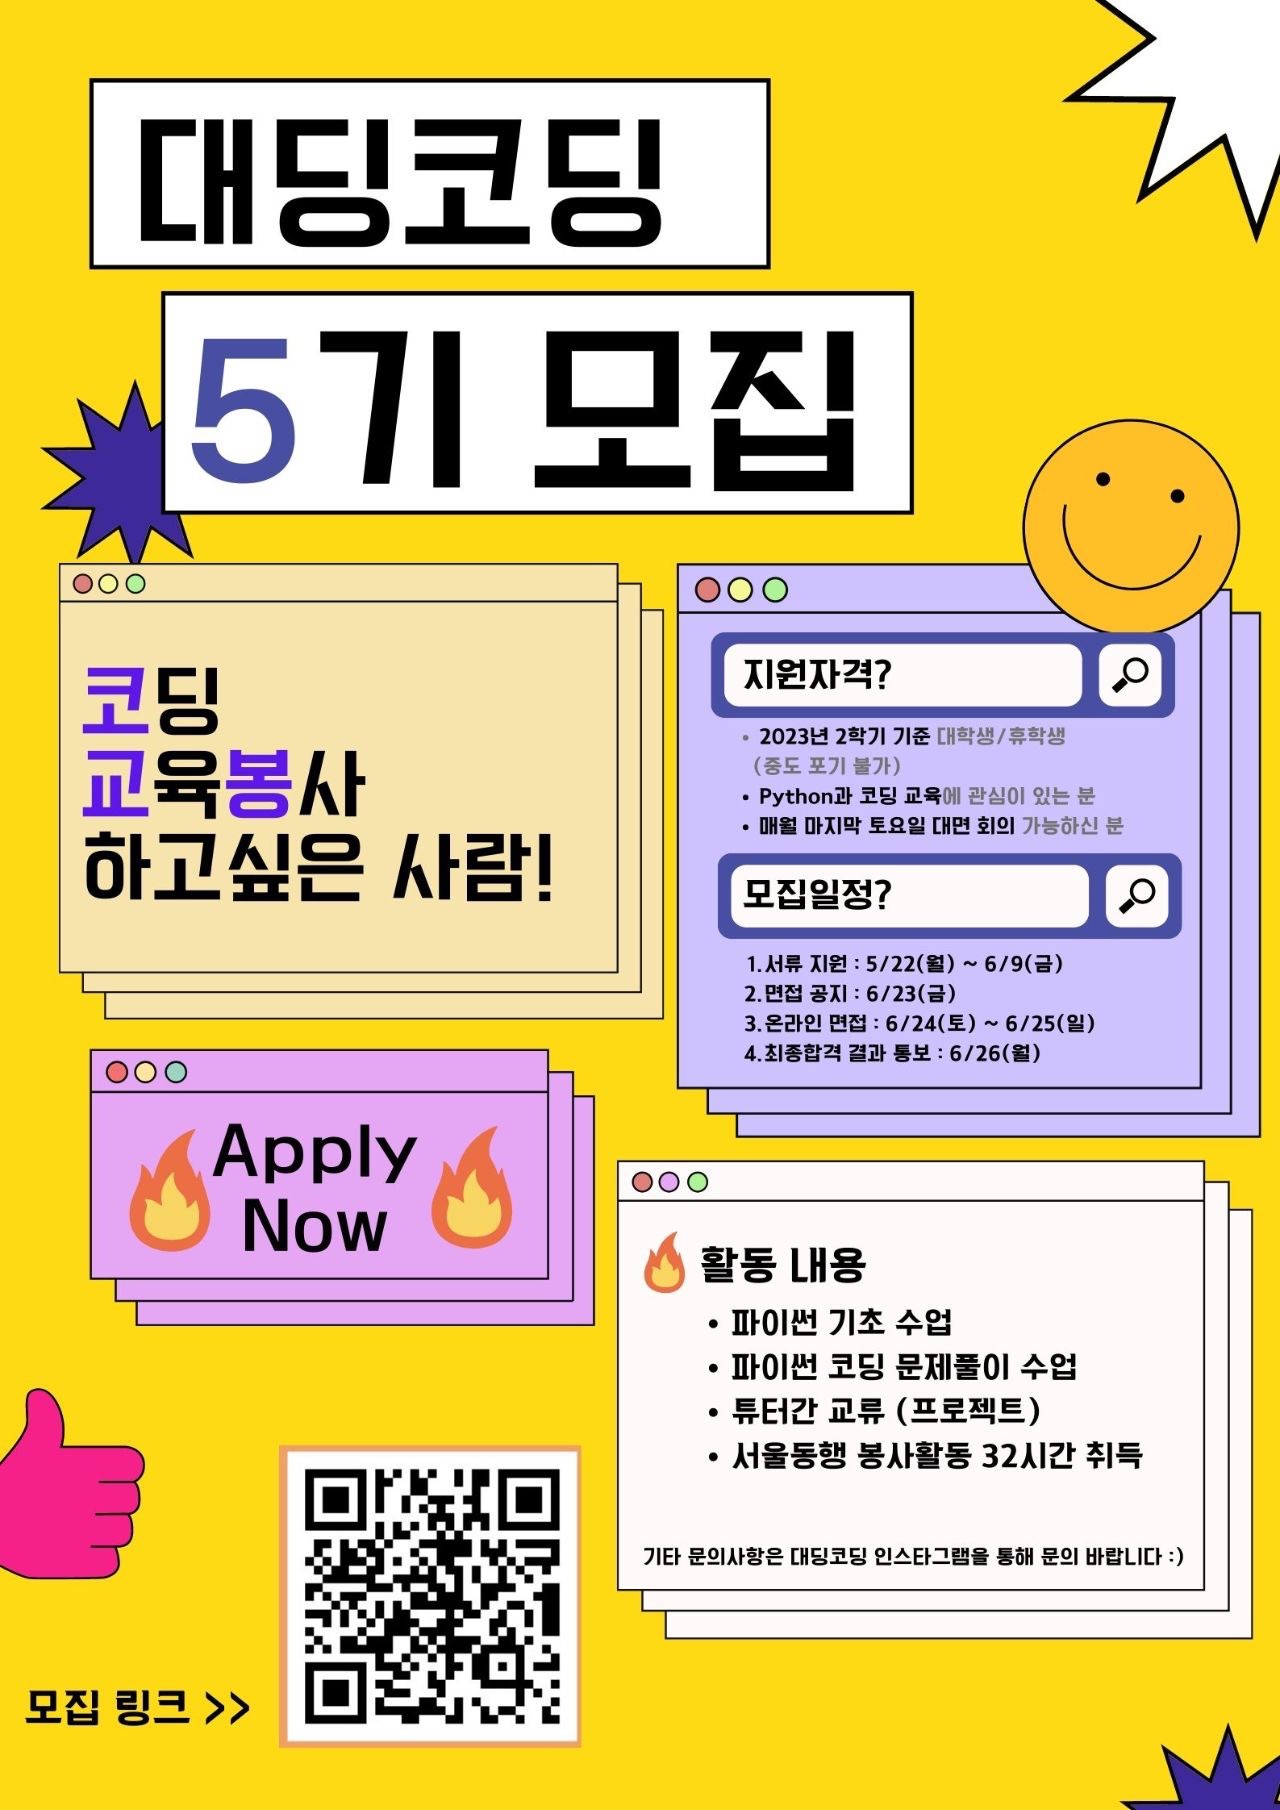 대딩코딩
5기 모집
코딩
교육봉사
하고싶은 사람!
지원자격?
• 2023년 2학기 기준 대학생/휴학생
(중도 포기 불가)
• Python과 코딩 교육에 관심이 있는 분
• 매월 마지막 토요일 대면 회의 가능하신 분
모집일정?
1.서류 지원 : 5/22(월) ~ 6/9(금)
2.면접 공지 : 6/23(금)
3.온라인 면접 : 6/24(토) ~ 6/25(일)
4.최종합격 결과 통보 : 6/26(월)
Apply
Now
활동 내용
• 파이썬 기초 수업
• 파이썬 코딩 문제풀이 수업
• 튜터간 교류 (프로젝트)
• 서울동행 봉사활동 32시간 취득
기타 문의사항은 대딩코딩 인스타그램을 통해 문의 바랍니다 :)
모집 링크 >>